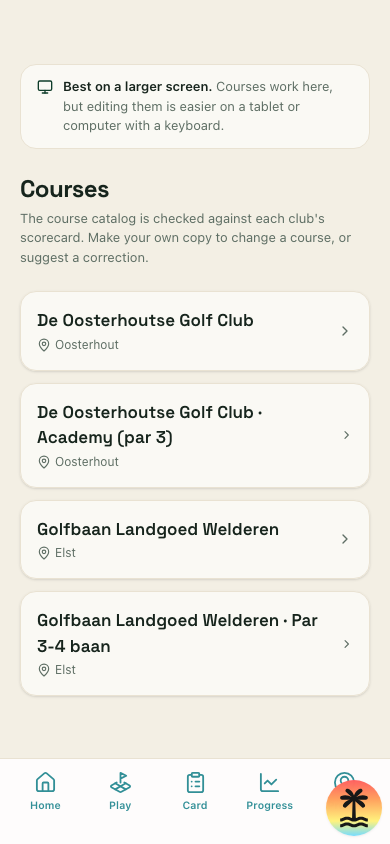 Best on a larger screen. Courses work here,
but editing them is easier on a tablet or
computer with a keyboard.
Courses
The course catalog is checked against each club's
scorecard. Make your own copy to change a course, or
suggest a correction.
De Oosterhoutse Golf Club
Oosterhout
De Oosterhoutse Golf Club ·
Academy (par 3)
Oosterhout
Golfbaan Landgoed Welderen
Elst
Golfbaan Landgoed Welderen · Par
3-4 baan
Elst
Home
Play
Card
Progress